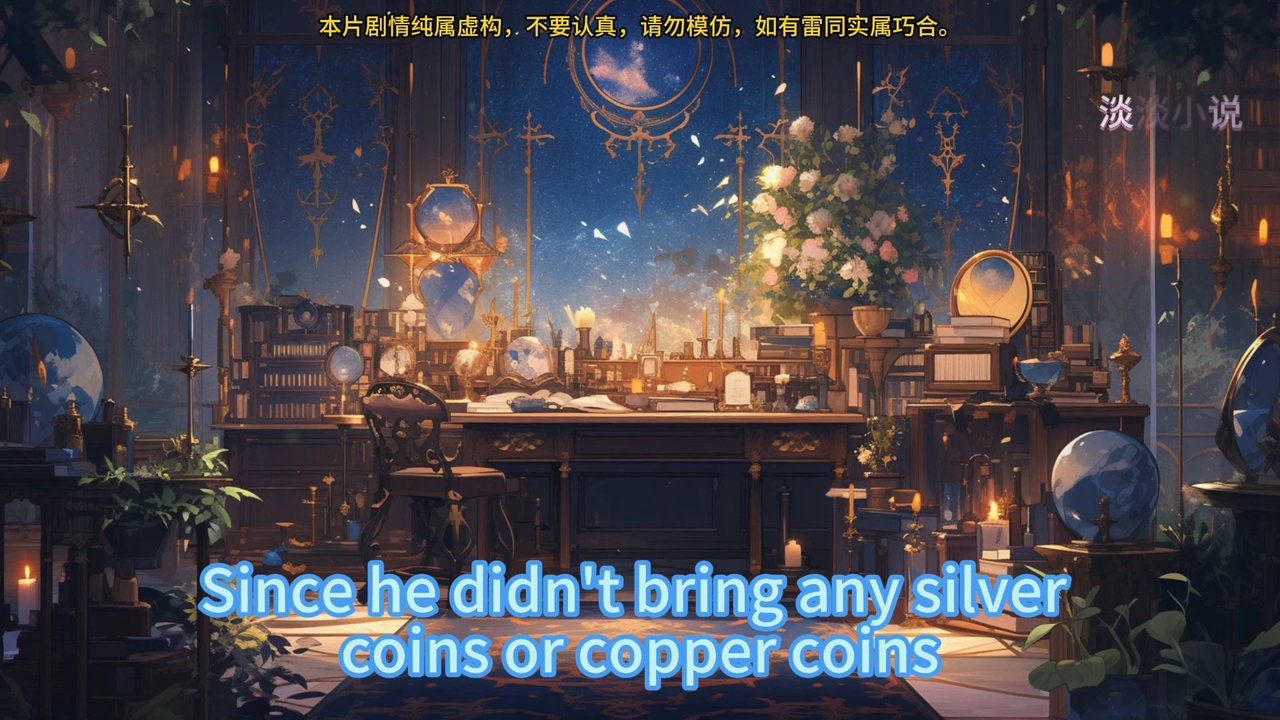 本片剧情纯属虚构，不要认真，请勿模仿，如有雷同实属巧合。
淡淡小说
Since he didn't bring any silver
coins or copper coins